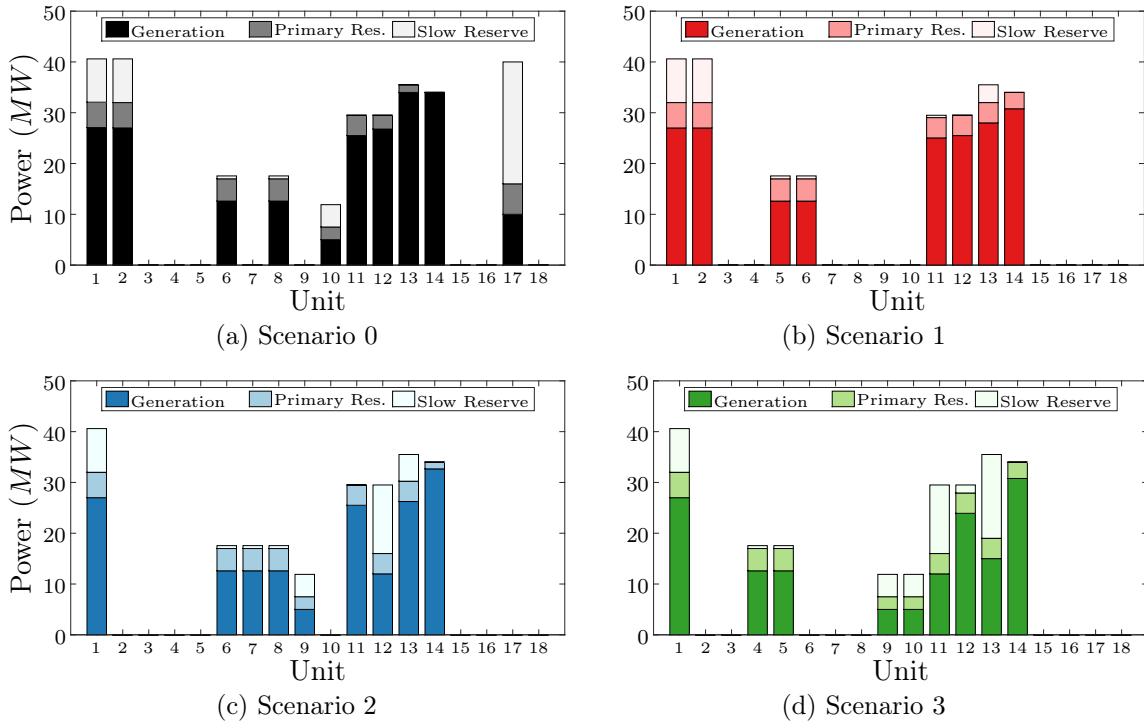 50
40
30
20
10
0
Power (MW)
Generation Primary Res. Slow Reserve
1 2 3 4 5 6 7 8 9 10 11 12 13 14 15 16 17 18
Unit
(a) Scenario 0
50
40
30
20
10
0
Generation Primary Res. Slow Reserve
1 2 3 4 5 6 7 8 9 10 11 12 13 14 15 16 17 18
Unit
(b) Scenario 1
50
40
30
20
10
0
Power (MW)
Generation Primary Res. Slow Reserve
1 2 3 4 5 6 7 8 9 10 11 12 13 14 15 16 17 18
Unit
(c) Scenario 2
50
40
30
20
10
0
Generation Primary Res. Slow Reserve
1 2 3 4 5 6 7 8 9 10 11 12 13 14 15 16 17 18
Unit
(d) Scenario 3